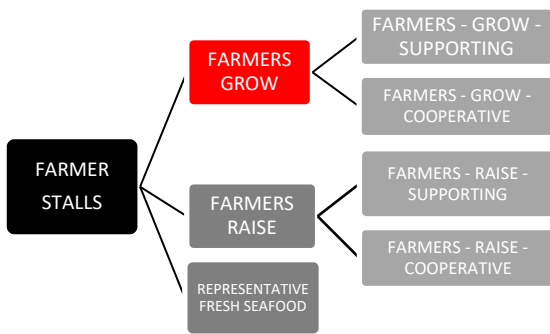 FARMER
STALLS
FARMERS
GROW
FARMERS - GROW -
SUPPORTING
FARMERS - GROW -
COOPERATIVE
FARMERS
RAISE
FARMERS - RAISE -
SUPPORTING
FARMERS - RAISE -
COOPERATIVE
REPRESENTATIVE
FRESH SEAFOOD